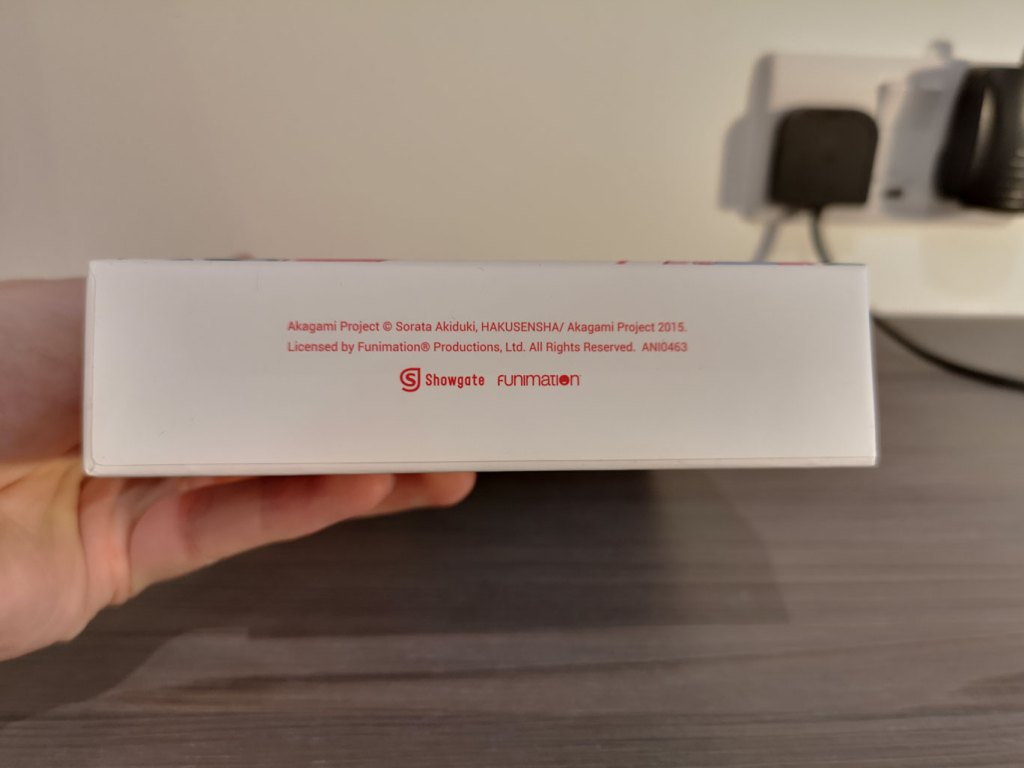 Akagami Project © Sorata Akiduki, HAKUSENSHA/ Akagami Project 2015.
Licensed by Funimation® Productions, Ltd. All Rights Reserved. ANI0463
Showgate FUNIMATION